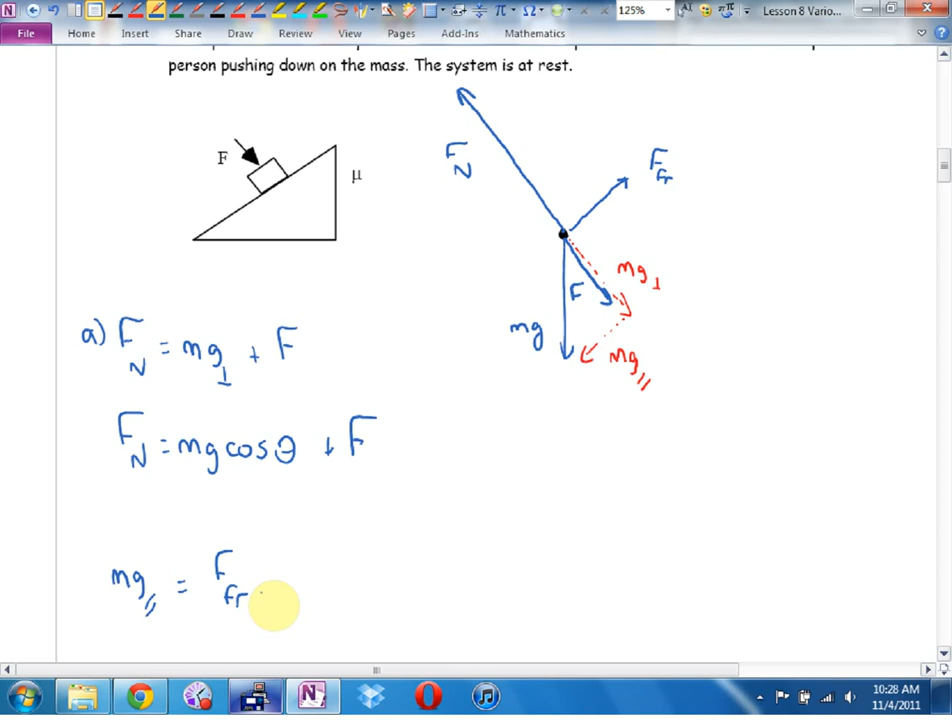 125%
Lesson 8 Vario...
File Home Insert Share Draw Review View Pages Add-Ins Mathematics
person pushing down on the mass. The system is at rest.
F
μ
F_N
F_fr
mg⊥
F
mg
mg∥
a) F_N = mg⊥ + F
F_N = mg cos θ + F
mg∥ = F_fr
10:28 AM
11/4/2011